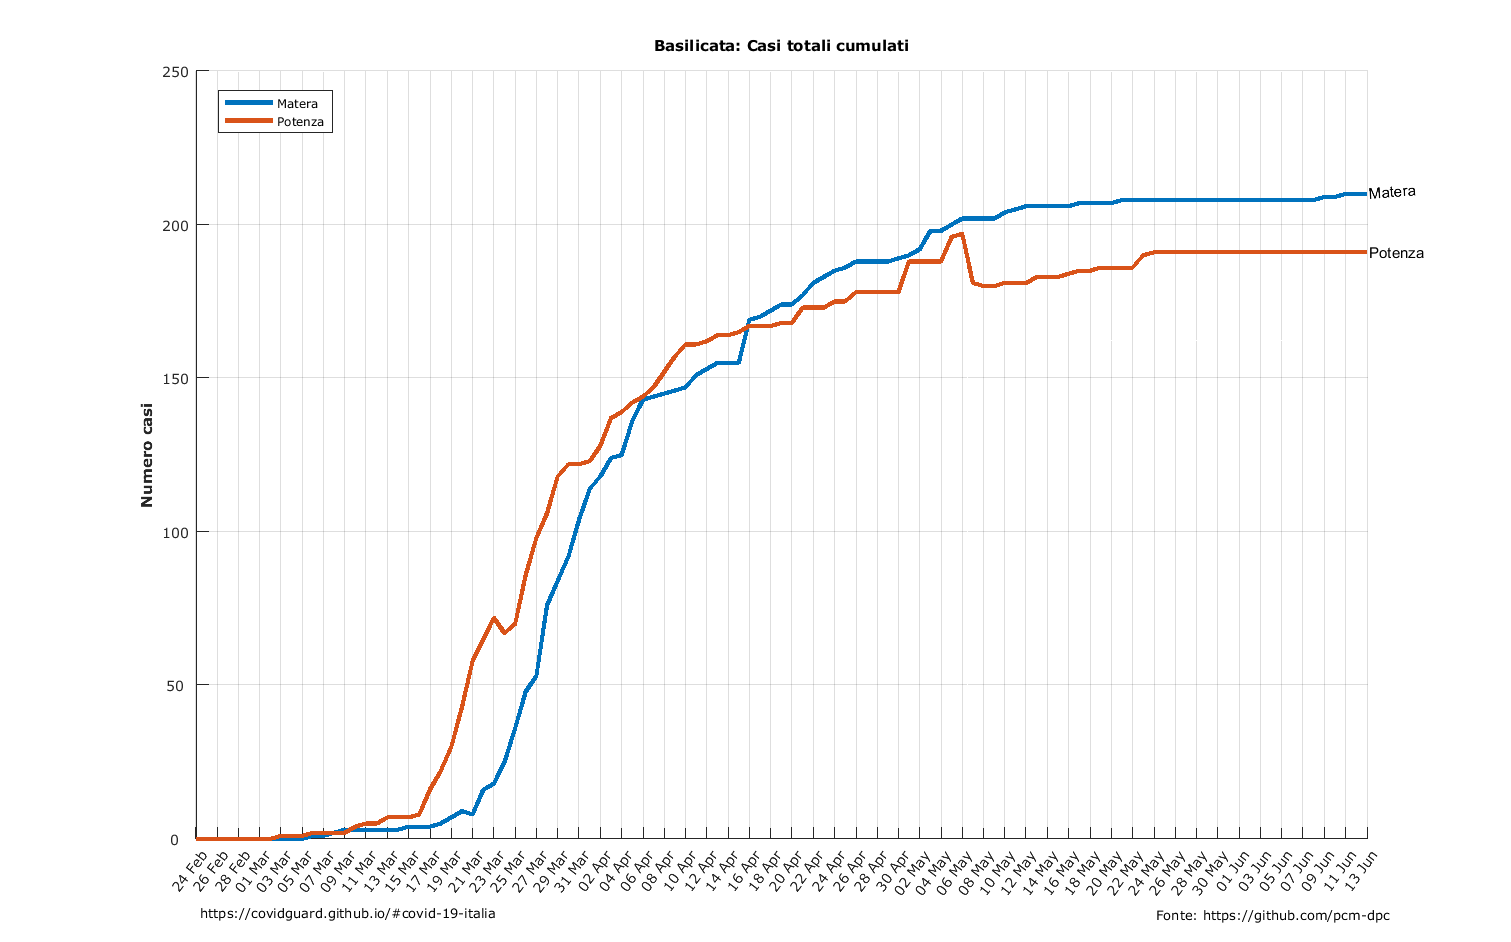 Basilicata: Casi totali cumulati
250
200
150
100
50
0
Numero casi
Matera
Potenza
Matera
Potenza
24 Feb
26 Feb
28 Feb
01 Mar
03 Mar
05 Mar
07 Mar
09 Mar
11 Mar
13 Mar
15 Mar
17 Mar
19 Mar
21 Mar
23 Mar
25 Mar
27 Mar
29 Mar
31 Mar
02 Apr
04 Apr
06 Apr
08 Apr
10 Apr
12 Apr
14 Apr
16 Apr
18 Apr
20 Apr
22 Apr
24 Apr
26 Apr
28 Apr
30 Apr
02 May
04 May
06 May
08 May
10 May
12 May
14 May
16 May
18 May
20 May
22 May
24 May
26 May
28 May
30 May
01 Jun
03 Jun
05 Jun
07 Jun
09 Jun
11 Jun
13 Jun
https://covidguard.github.io/#covid-19-italia
Fonte: https://github.com/pcm-dpc